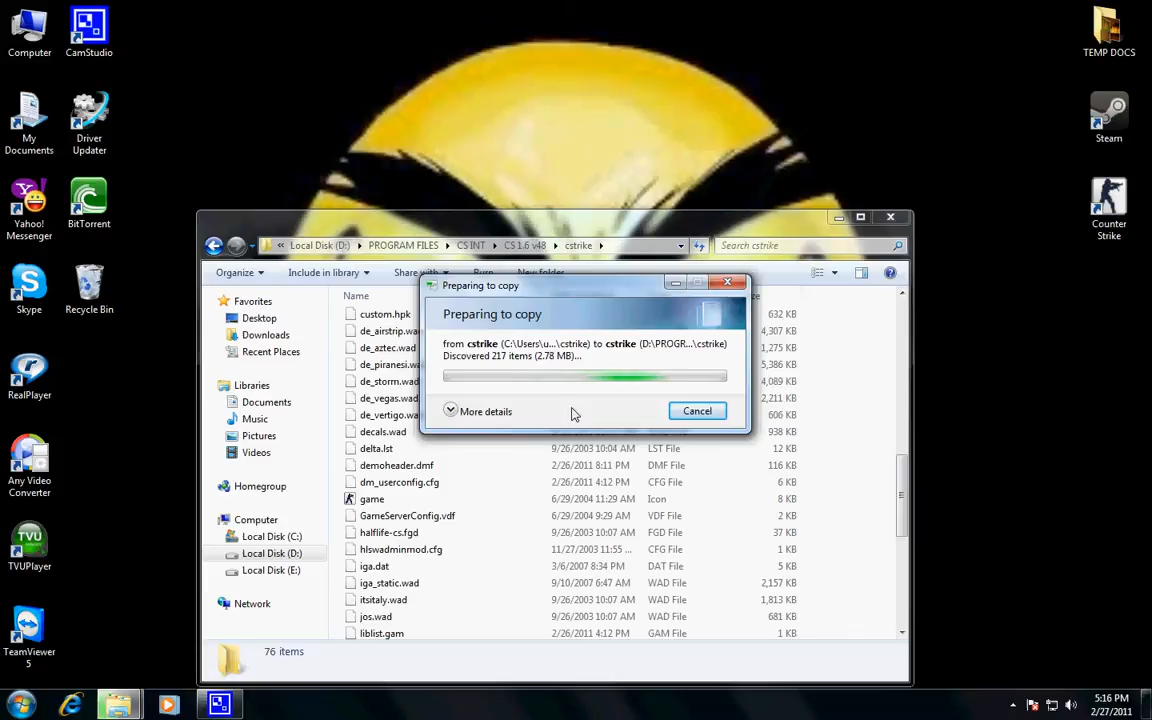 Computer
CamStudio
My Documents
Driver Updater
Yahoo! Messenger
BitTorrent
Skype
Recycle Bin
RealPlayer
Any Video Converter
TVUPlayer
TeamViewer 5
TEMP DOCS
Steam
Counter Strike
« Local Disk (D:) PROGRAM FILES CS INT CS 1.6 v48 cstrike
Search cstrike
Organize Include in library Share with Burn New folder
Favorites
Desktop
Downloads
Recent Places
Libraries
Documents
Music
Pictures
Videos
Homegroup
Computer
Local Disk (C:)
Local Disk (D:)
Local Disk (E:)
Network
Name
custom.hpk 632 KB
de_airstrip.wa 4,307 KB
de_aztec.wad 1,275 KB
de_piranesi.wa 5,386 KB
de_storm.wad 4,089 KB
de_vegas.wad 2,211 KB
de_vertigo.wa 606 KB
decals.wad 938 KB
delta.lst 9/26/2003 10:04 AM LST File 12 KB
demoheader.dmf 2/26/2011 8:11 PM DMF File 116 KB
dm_userconfig.cfg 2/26/2011 4:12 PM CFG File 6 KB
game 6/29/2004 11:29 AM Icon 8 KB
GameServerConfig.vdf 6/29/2004 9:29 AM VDF File 2 KB
halflife-cs.fgd 9/26/2003 10:07 AM FGD File 37 KB
hlswadminmod.cfg 11/27/2003 11:55 ... CFG File 1 KB
iga.dat 3/6/2007 8:34 PM DAT File 5 KB
iga_static.wad 9/10/2007 6:47 AM WAD File 2,157 KB
itsitaly.wad 9/26/2003 10:07 AM WAD File 1,813 KB
jos.wad 9/26/2003 10:07 AM WAD File 681 KB
liblist.gam 2/26/2011 4:12 PM GAM File 1 KB
76 items
Preparing to copy
Preparing to copy
from cstrike (C:\Users\u...\cstrike) to cstrike (D:\PROGR...\cstrike)
Discovered 217 items (2.78 MB)...
More details
Cancel
5:16 PM
2/27/2011